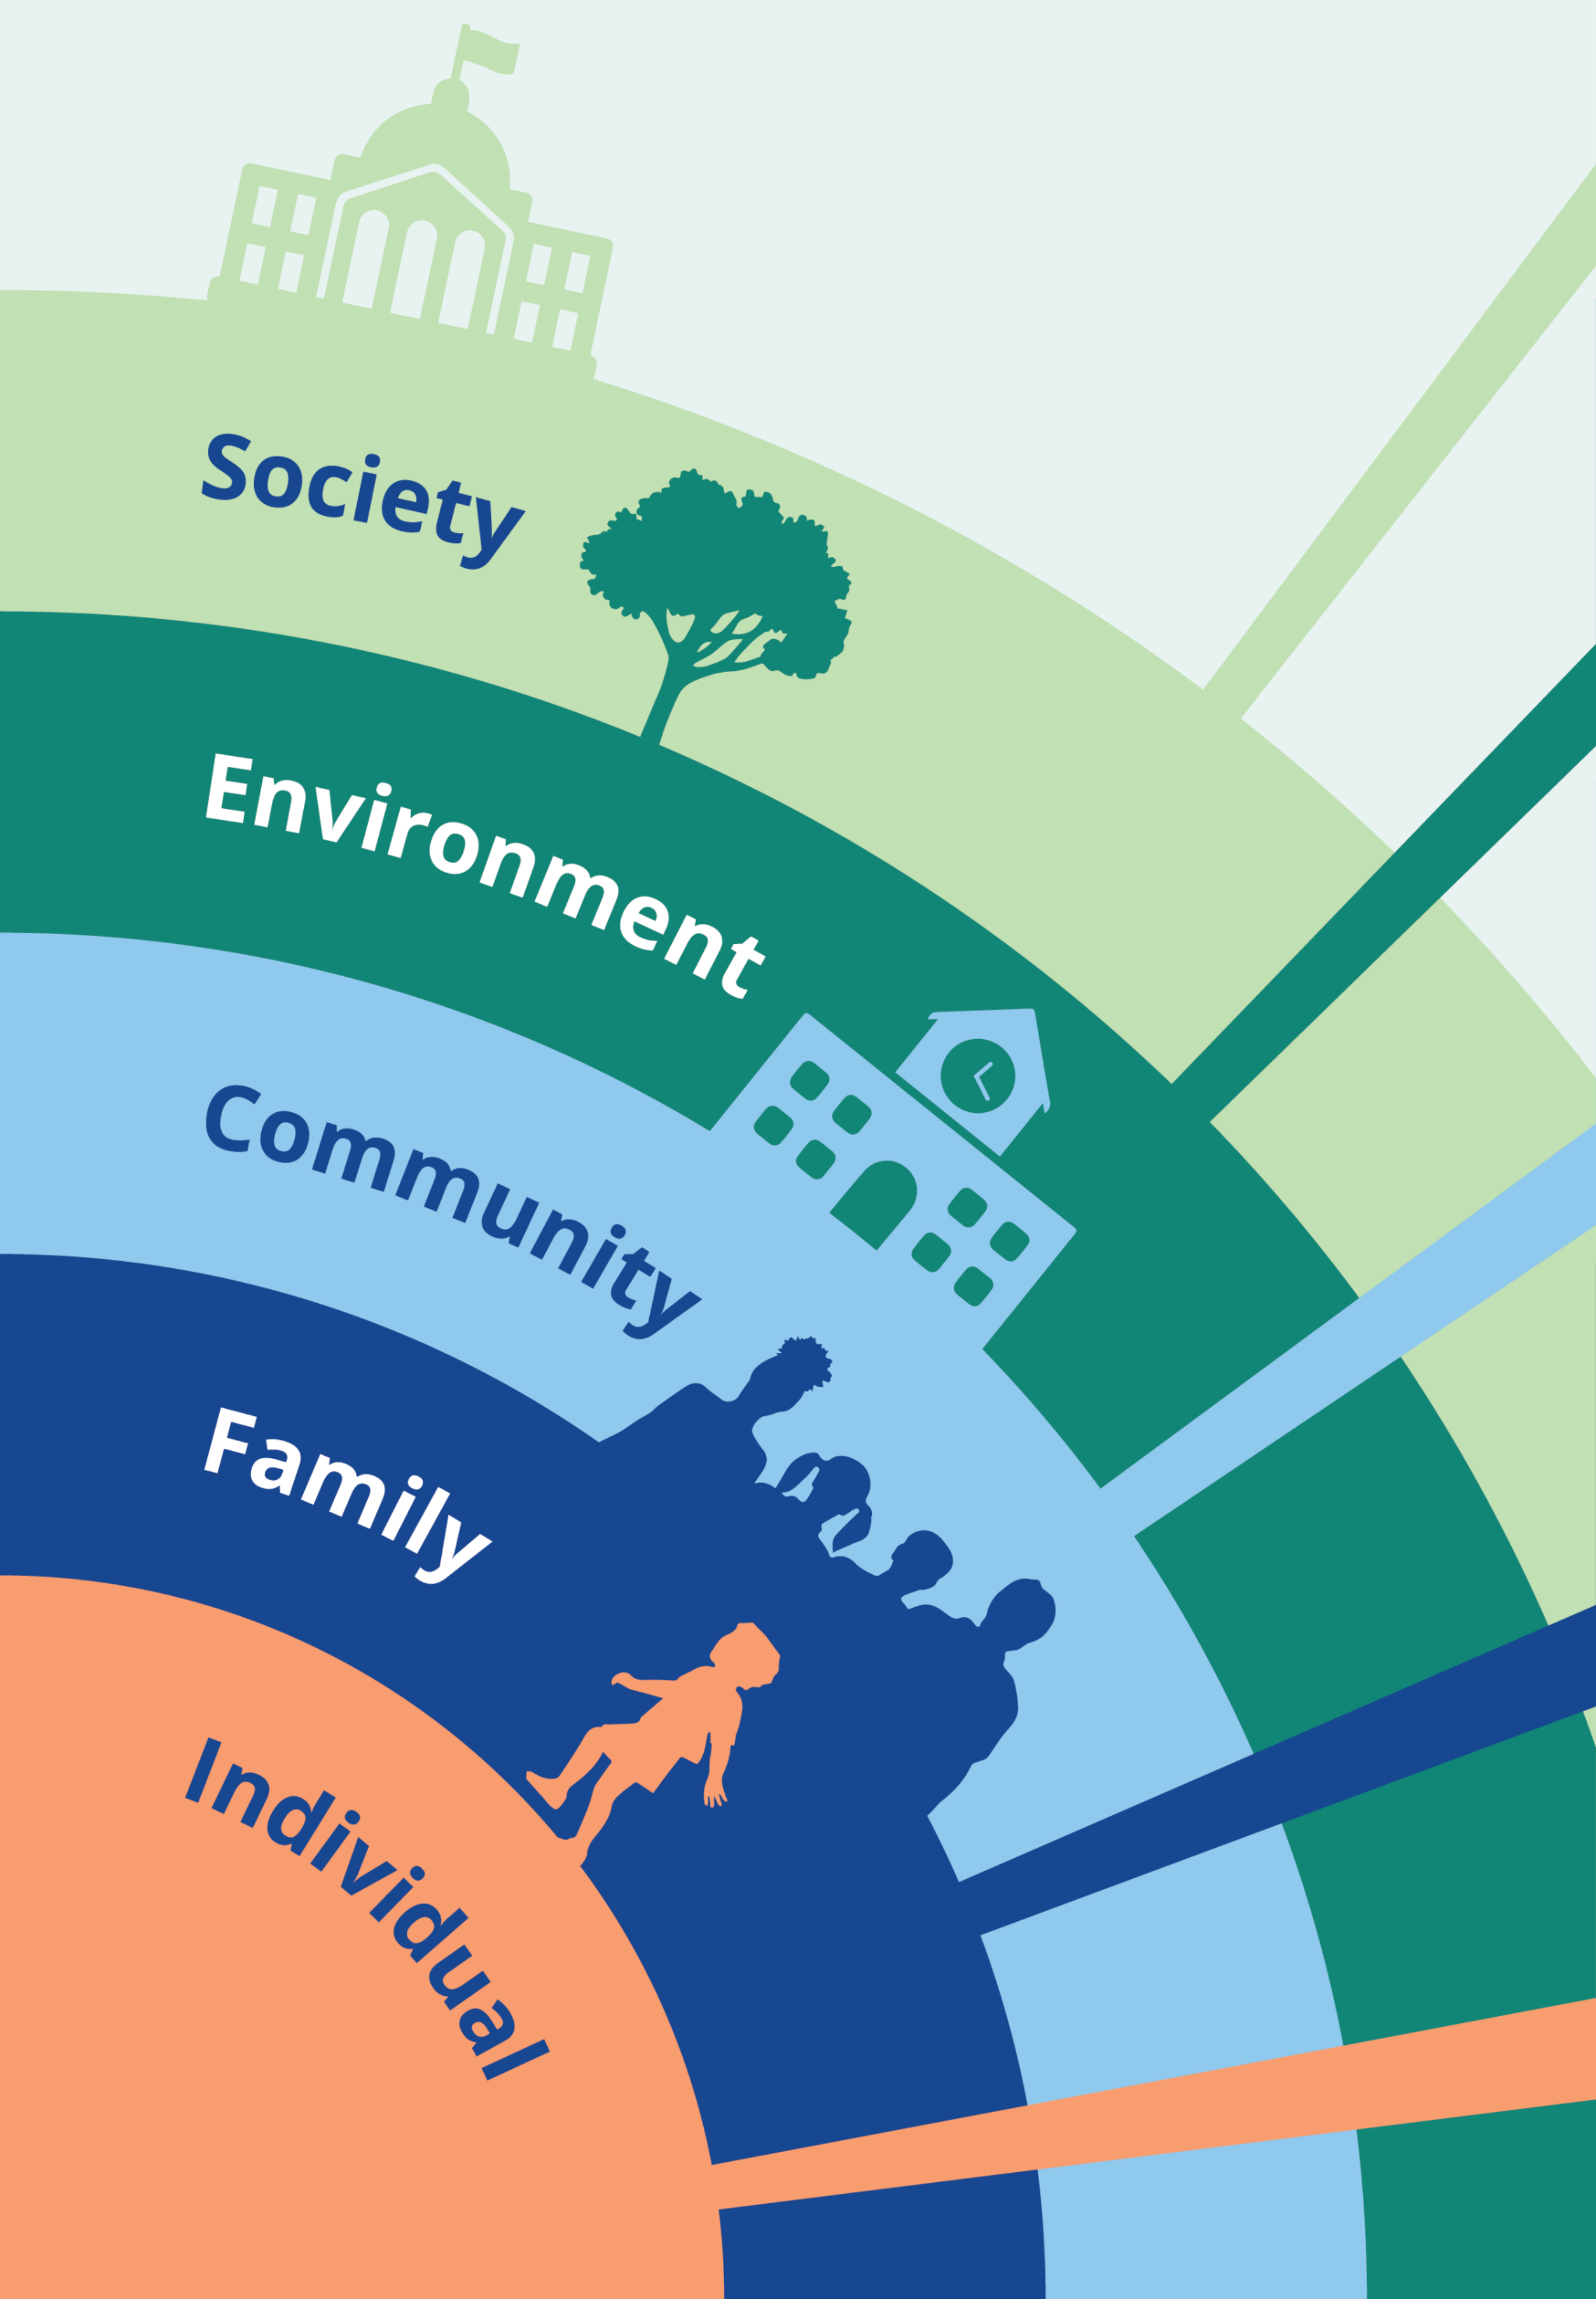 Society
Environment
Community
Family
Individual